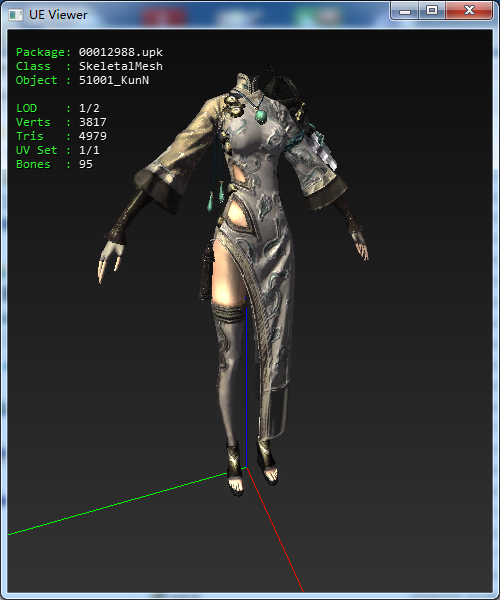 UE Viewer
Package: 00012988.upk
Class : SkeletalMesh
Object : 51001_KunN
LOD : 1/2
Verts : 3817
Tris : 4979
UV Set : 1/1
Bones : 95